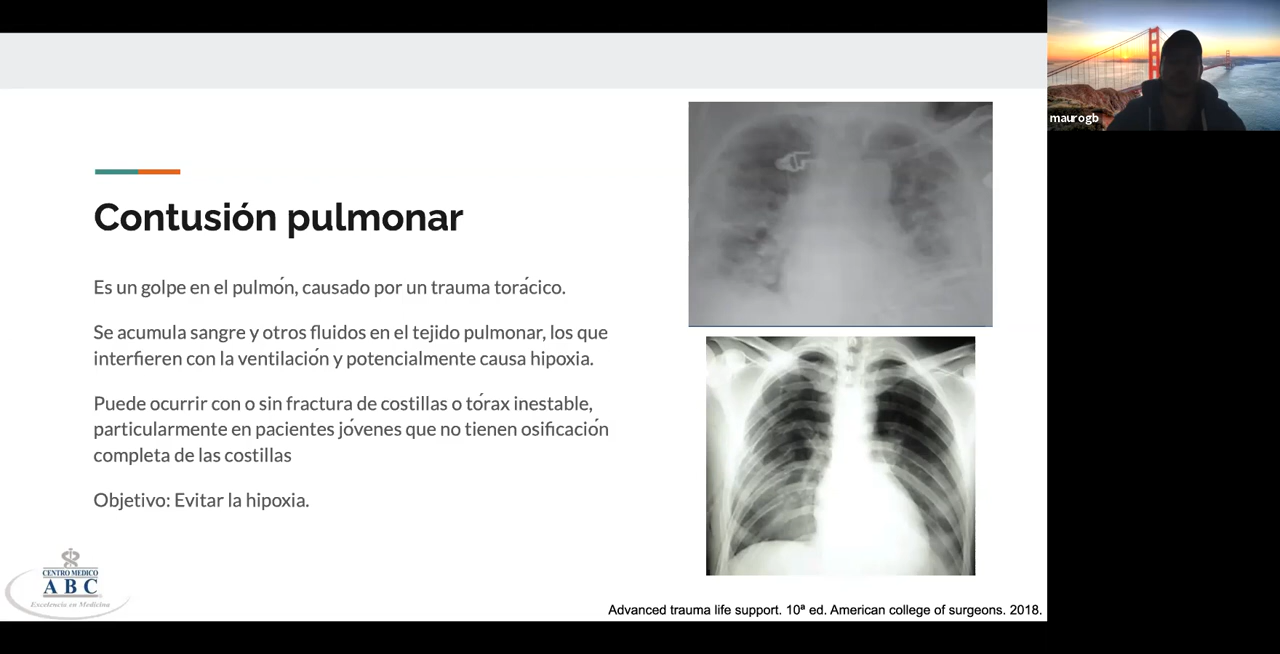 maurogb
Contusión pulmonar
Es un golpe en el pulmón, causado por un trauma torácico.
Se acumula sangre y otros fluidos en el tejido pulmonar, los que
interfieren con la ventilación y potencialmente causa hipoxia.
Puede ocurrir con o sin fractura de costillas o tórax inestable,
particularmente en pacientes jóvenes que no tienen osificación
completa de las costillas
Objetivo: Evitar la hipoxia.
CENTRO MEDICO
ABC
Excelencia en Medicina
Advanced trauma life support. 10ª ed. American college of surgeons. 2018.